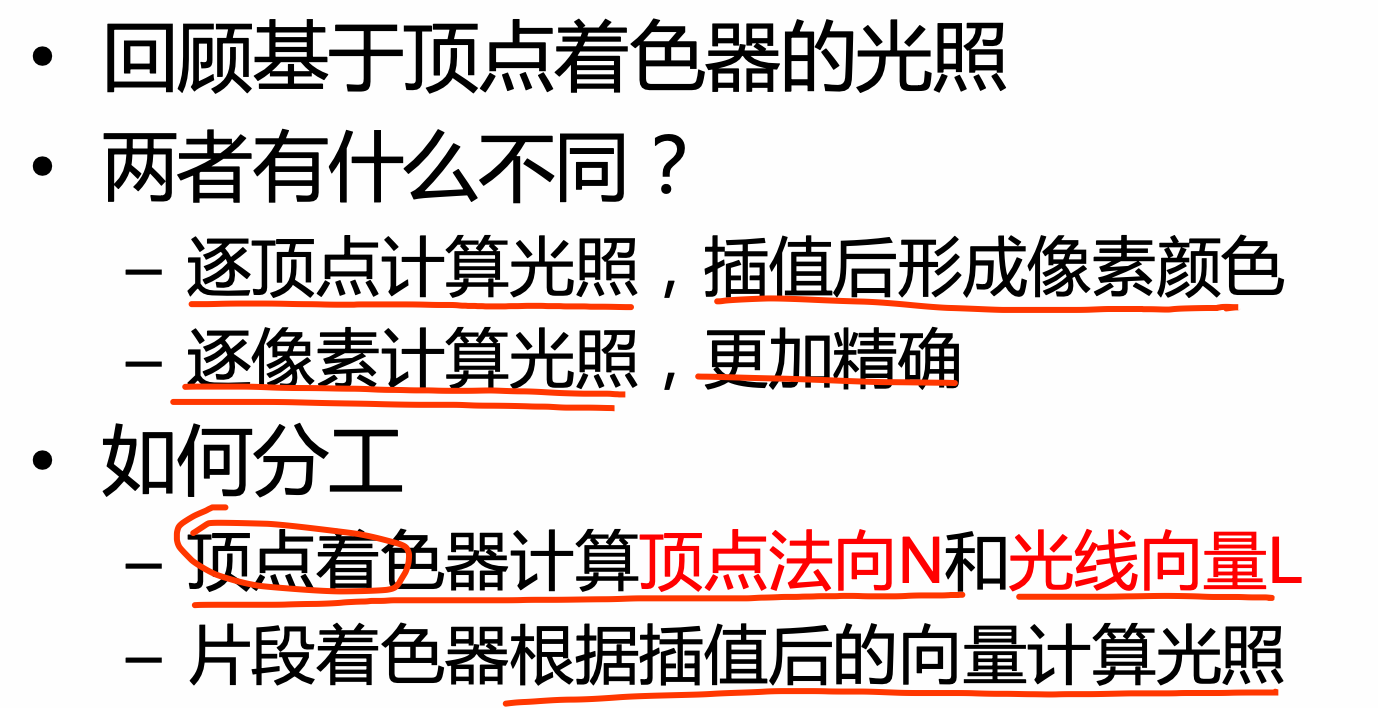 • 回顾基于顶点着色器的光照
• 两者有什么不同？
– 逐顶点计算光照，插值后形成像素颜色
– 逐像素计算光照，更加精确
• 如何分工
– 顶点着色器计算顶点法向N和光线向量L
– 片段着色器根据插值后的向量计算光照